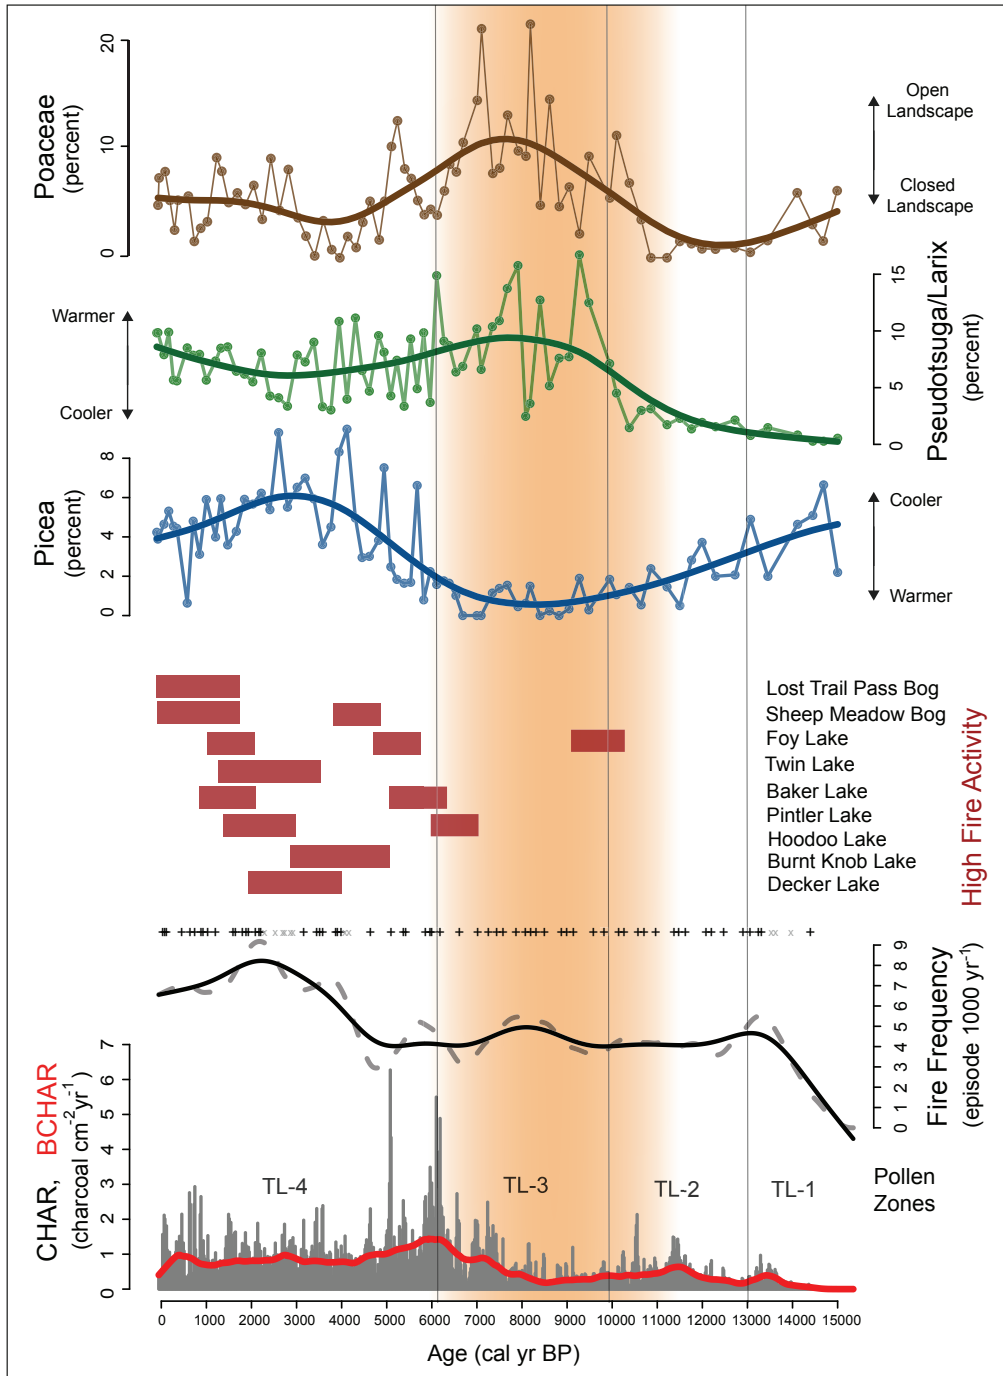 20
10
0
Poaceae
(percent)
Open
Landscape
Closed
Landscape
15
10
5
0
Pseudotsuga/Larix
(percent)
Warmer
Cooler
8
6
4
2
0
Picea
(percent)
Cooler
Warmer
Lost Trail Pass Bog
Sheep Meadow Bog
Foy Lake
Twin Lake
Baker Lake
Pintler Lake
Hoodoo Lake
Burnt Knob Lake
Decker Lake
High Fire Activity
9
8
7
6
5
4
3
2
1
0
Fire Frequency
(episode 1000 yr-1)
7
6
5
4
3
2
1
0
CHAR, BCHAR
(charcoal cm-2yr-1)
TL-4
TL-3
TL-2
TL-1
Pollen
Zones
0 1000 2000 3000 4000 5000 6000 7000 8000 9000 10000 11000 12000 13000 14000 15000
Age (cal yr BP)